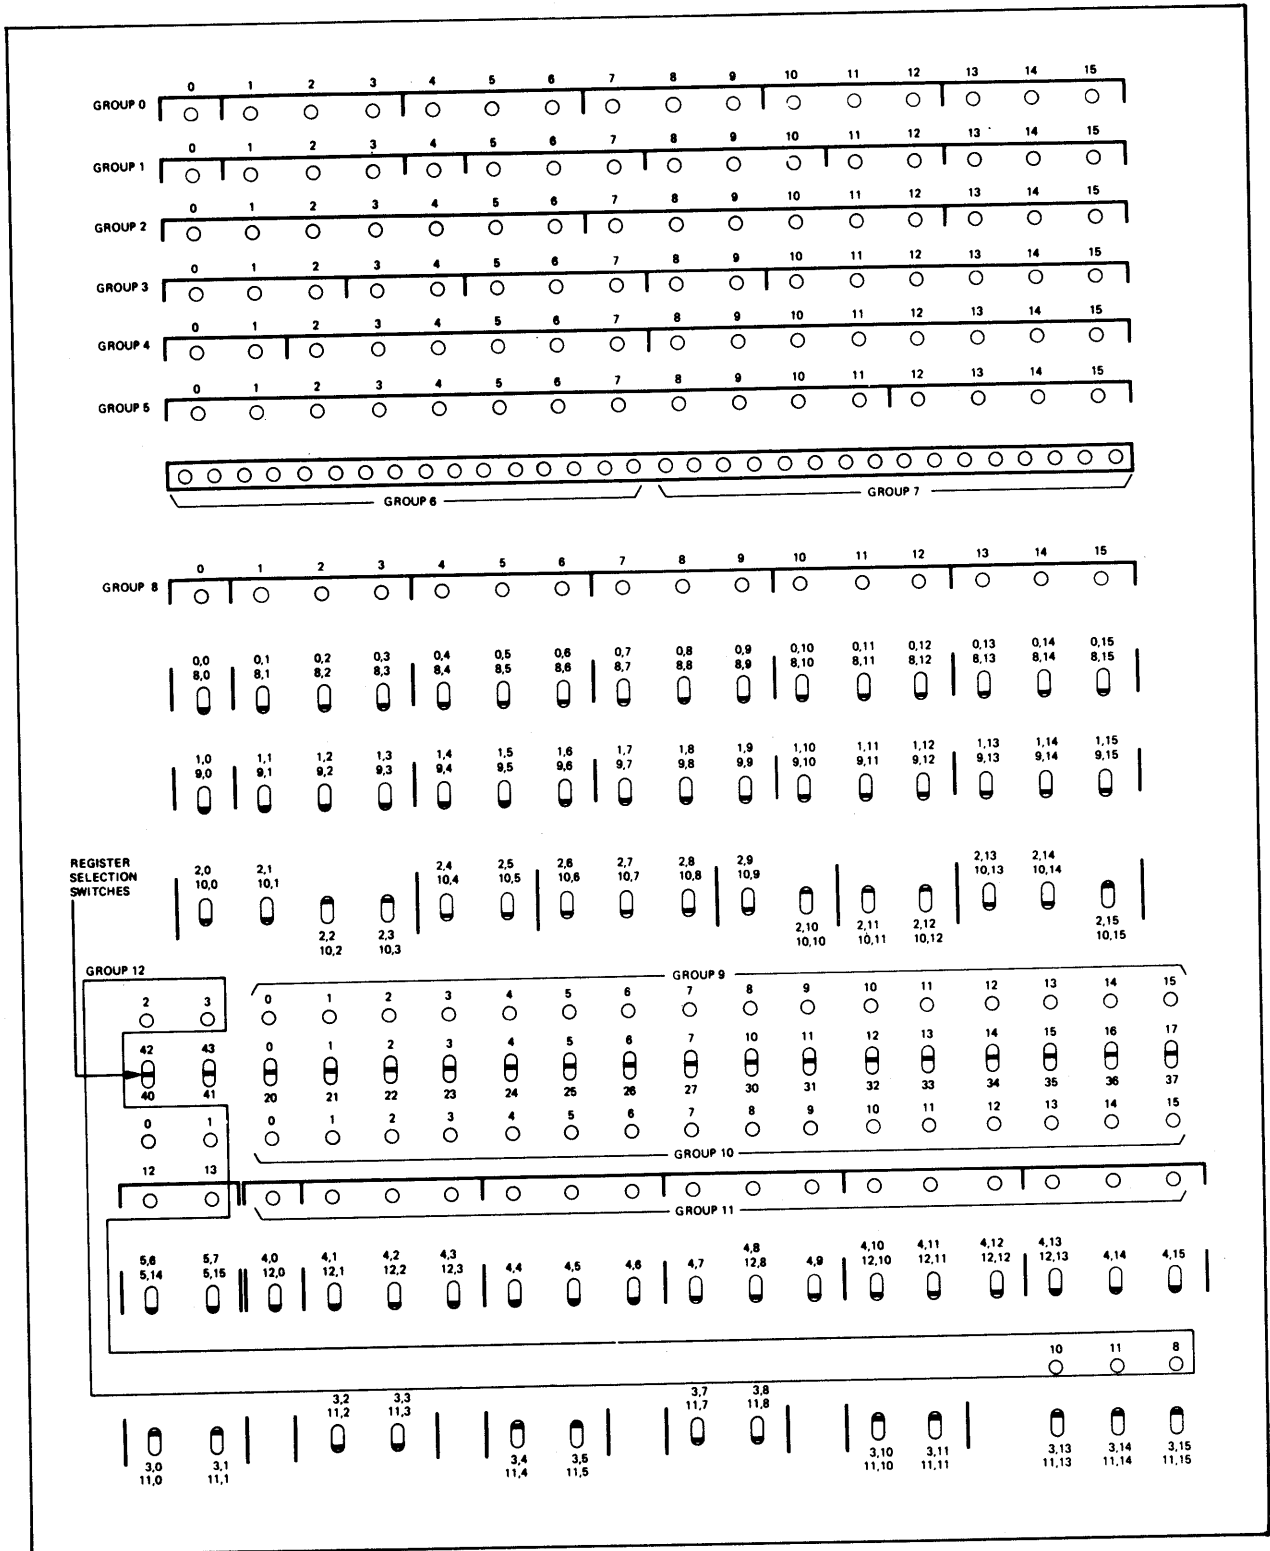 0 1 2 3 4 5 6 7 8 9 10 11 12 13 14 15
GROUP 0
0 1 2 3 4 5 6 7 8 9 10 11 12 13 14 15
GROUP 1
0 1 2 3 4 5 6 7 8 9 10 11 12 13 14 15
GROUP 2
0 1 2 3 4 5 6 7 8 9 10 11 12 13 14 15
GROUP 3
0 1 2 3 4 5 6 7 8 9 10 11 12 13 14 15
GROUP 4
0 1 2 3 4 5 6 7 8 9 10 11 12 13 14 15
GROUP 5
GROUP 6 GROUP 7
0 1 2 3 4 5 6 7 8 9 10 11 12 13 14 15
GROUP 8
0,0 0,1 0,2 0,3 0,4 0,5 0,6 0,7 0,8 0,9 0,10 0,11 0,12 0,13 0,14 0,15
8,0 8,1 8,2 8,3 8,4 8,5 8,6 8,7 8,8 8,9 8,10 8,11 8,12 8,13 8,14 8,15
1,0 1,1 1,2 1,3 1,4 1,5 1,6 1,7 1,8 1,9 1,10 1,11 1,12 1,13 1,14 1,15
9,0 9,1 9,2 9,3 9,4 9,5 9,6 9,7 9,8 9,9 9,10 9,11 9,12 9,13 9,14 9,15
REGISTER
SELECTION
SWITCHES
2,0 2,1 2,4 2,5 2,6 2,7 2,8 2,9 2,13 2,14
10,0 10,1 10,4 10,5 10,6 10,7 10,8 10,9 10,13 10,14
2,2 2,3 2,10 2,11 2,12 2,15
10,2 10,3 10,10 10,11 10,12 10,15
GROUP 12 GROUP 9
2 3 0 1 2 3 4 5 6 7 8 9 10 11 12 13 14 15
42 43 0 1 2 3 4 5 6 7 10 11 12 13 14 15 16 17
40 41 20 21 22 23 24 25 26 27 30 31 32 33 34 35 36 37
0 1 0 1 2 3 4 5 6 7 8 9 10 11 12 13 14 15
GROUP 10
12 13
GROUP 11
5,6 5,7 4,0 4,1 4,2 4,3 4,8 4,10 4,11 4,12 4,13
5,14 5,15 12,0 12,1 12,2 12,3 4,4 4,5 4,6 4,7 12,8 4,9 12,10 12,11 12,12 12,13 4,14 4,15
10 11 8
3,2 3,3 3,7 3,8
11,2 11,3 11,7 11,8
3,0 3,1 3,4 3,5 3,10 3,11 3,13 3,14 3,15
11,0 11,1 11,4 11,5 11,10 11,11 11,13 11,14 11,15